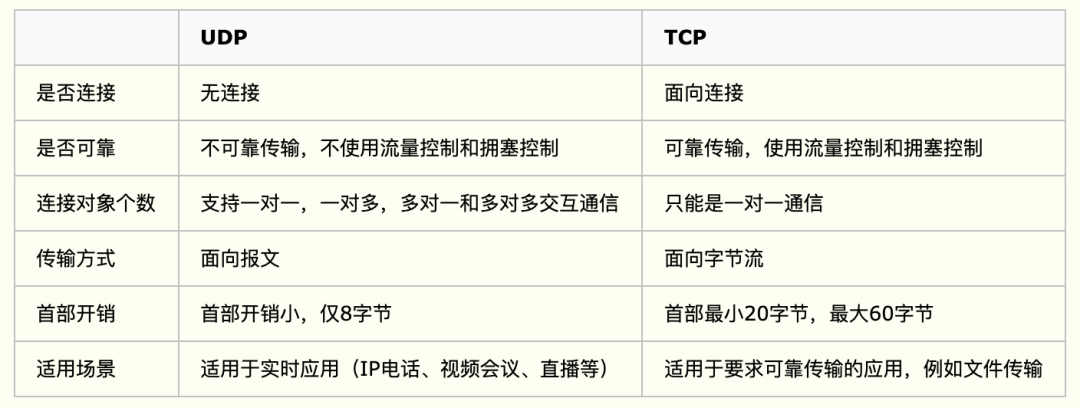 UDP TCP
是否连接 无连接 面向连接
是否可靠 不可靠传输，不使用流量控制和拥塞控制 可靠传输，使用流量控制和拥塞控制
连接对象个数 支持一对一，一对多，多对一和多对多交互通信 只能是一对一通信
传输方式 面向报文 面向字节流
首部开销 首部开销小，仅8字节 首部最小20字节，最大60字节
适用场景 适用于实时应用（IP电话、视频会议、直播等） 适用于要求可靠传输的应用，例如文件传输